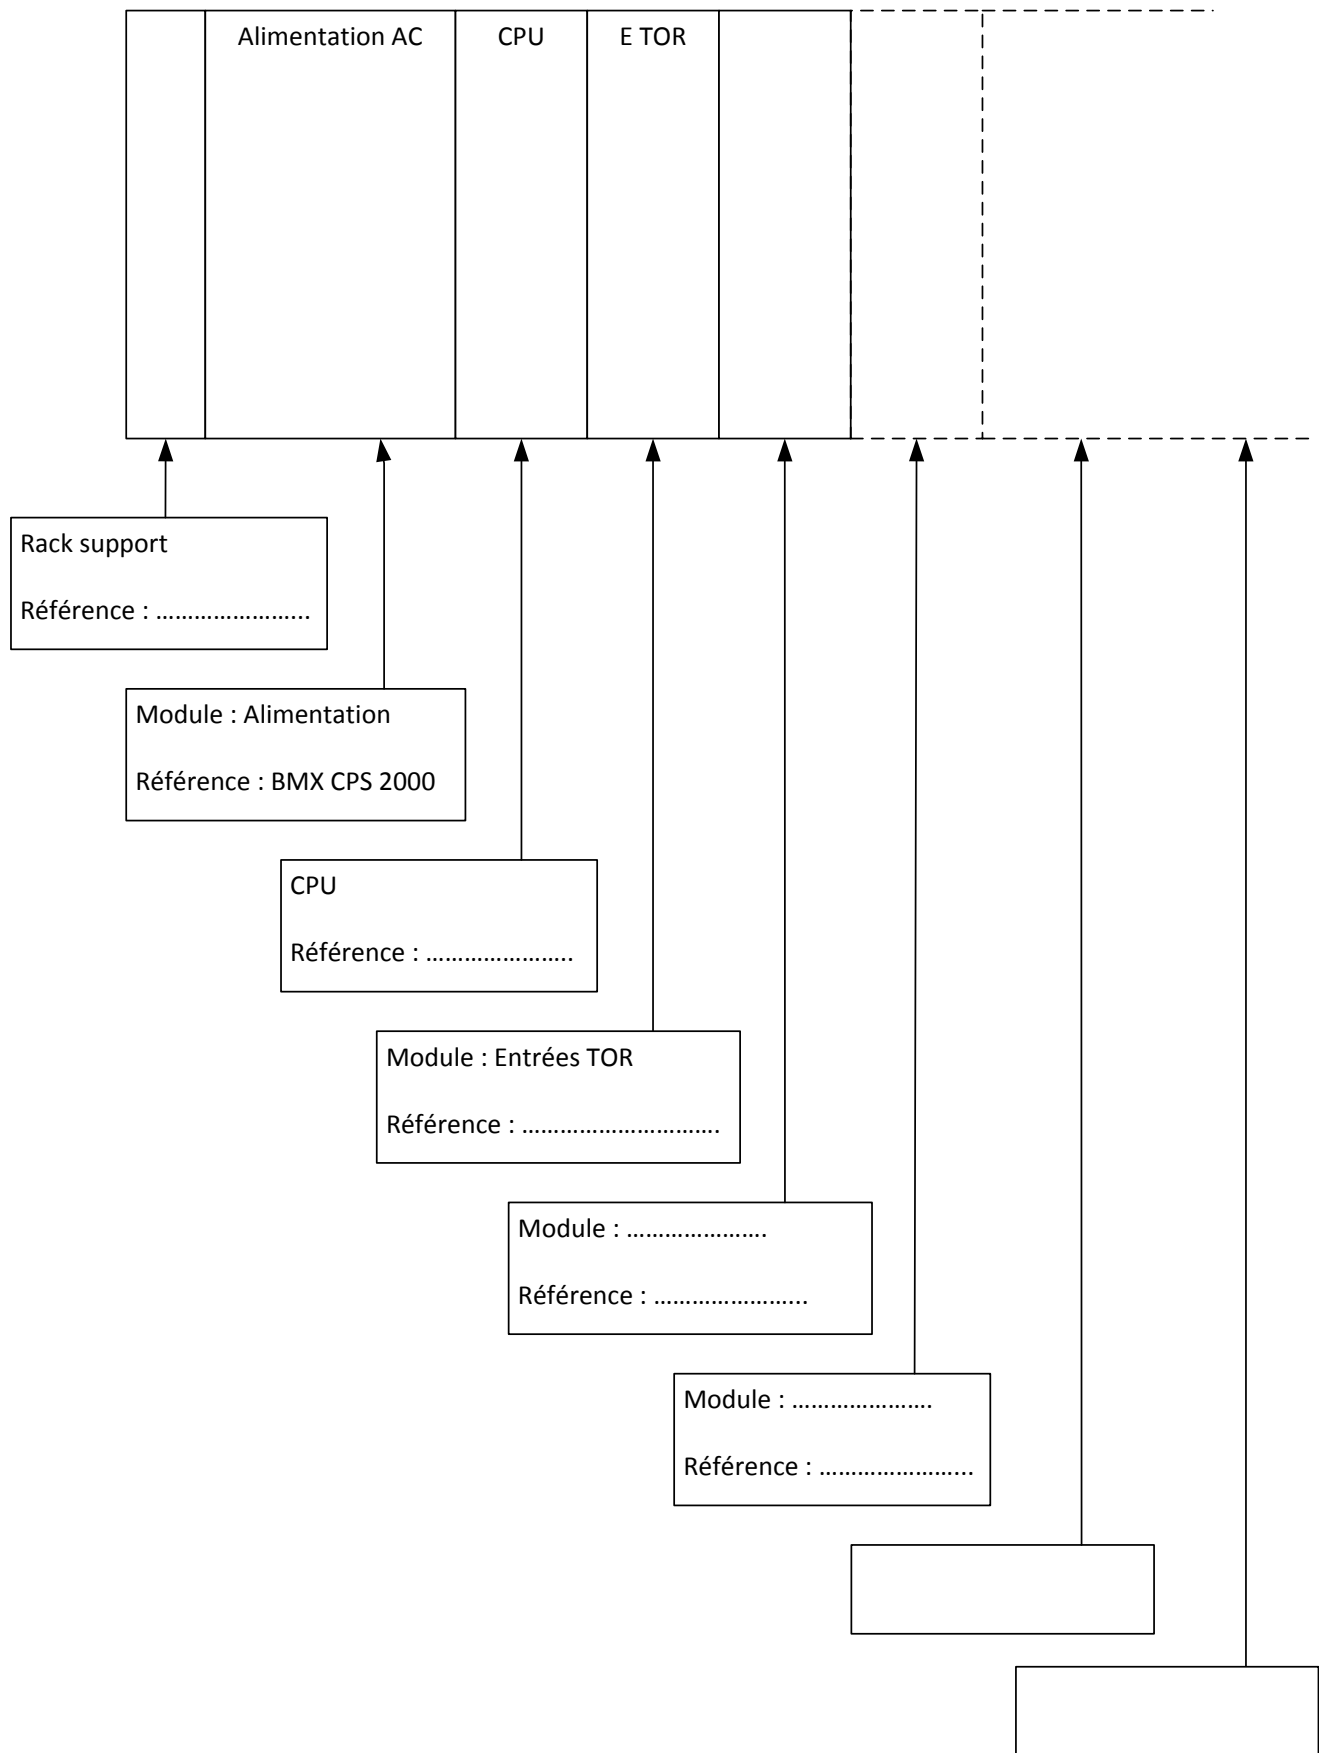 Alimentation AC
CPU
E TOR
Rack support
Référence : ……………………...
Module : Alimentation
Référence : BMX CPS 2000
CPU
Référence : …………………..
Module : Entrées TOR
Référence : ………………………….
Module : ………………….
Référence : …………………...
Module : ………………….
Référence : …………………...